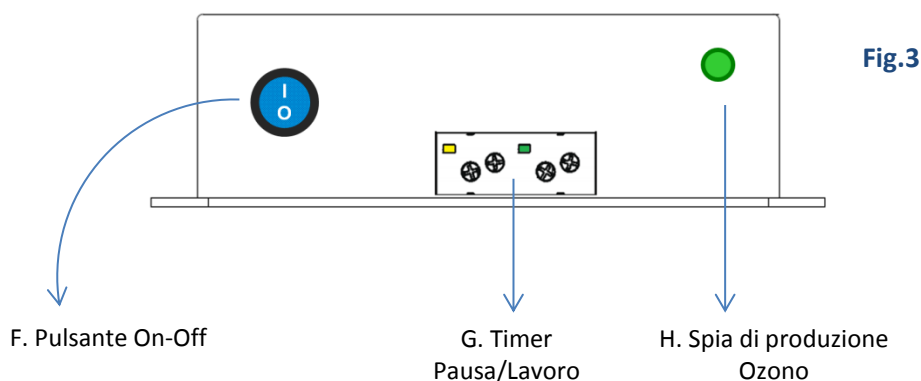 Fig.3
I
O
F. Pulsante On-Off
G. Timer
Pausa/Lavoro
H. Spia di produzione
Ozono